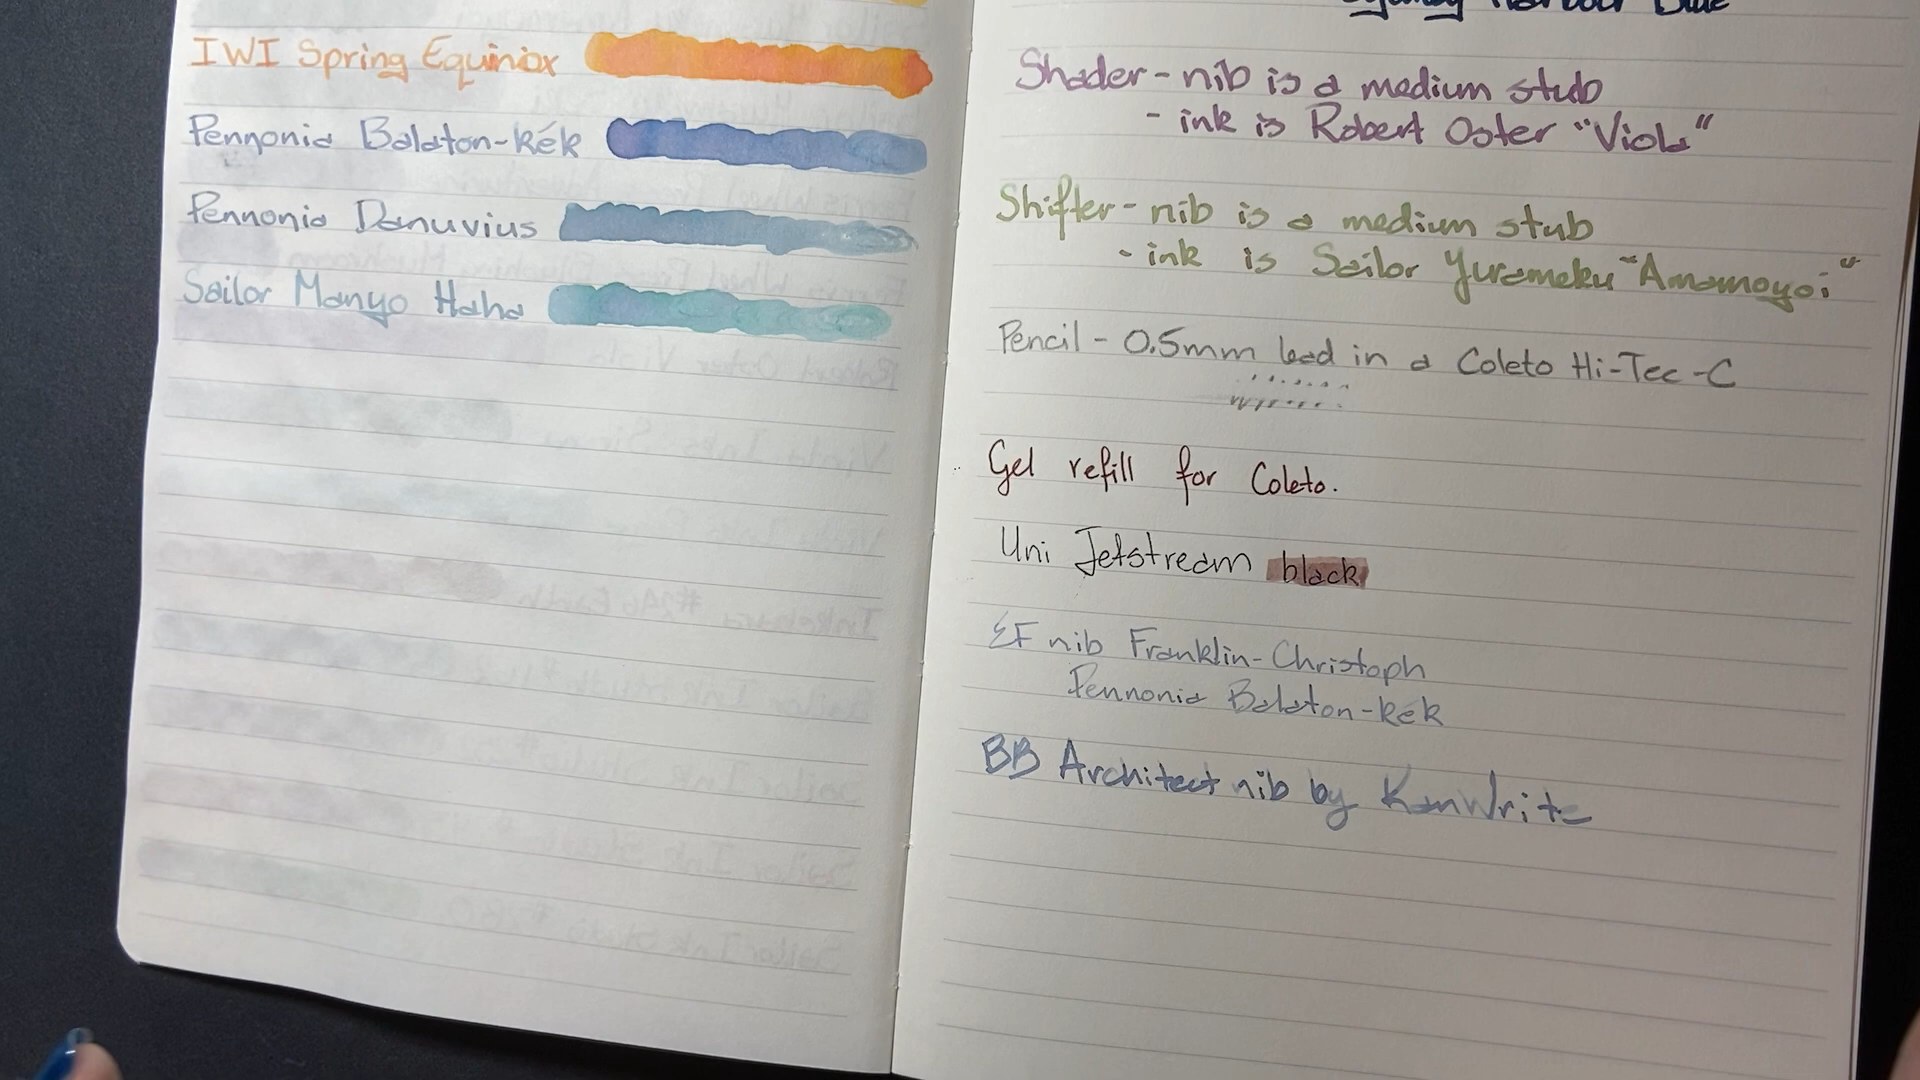 IWI Spring Equinox
Pennonia Balaton-kék
Pennonia Danuvius
Sailor Manyo Haha
Sydney Harbour Blue
Shader - nib is a medium stub
- ink is Robert Oster "Viola"
Shifter - nib is a medium stub
- ink is Sailor Yurameku "Amamoyoi"
Pencil - 0.5mm lead in a Coleto Hi-Tec-C
Gel refill for Coleto.
Uni Jetstream black
EF nib Franklin-Christoph
Pennonia Balaton-kék
BB Architect nib by KanWrite